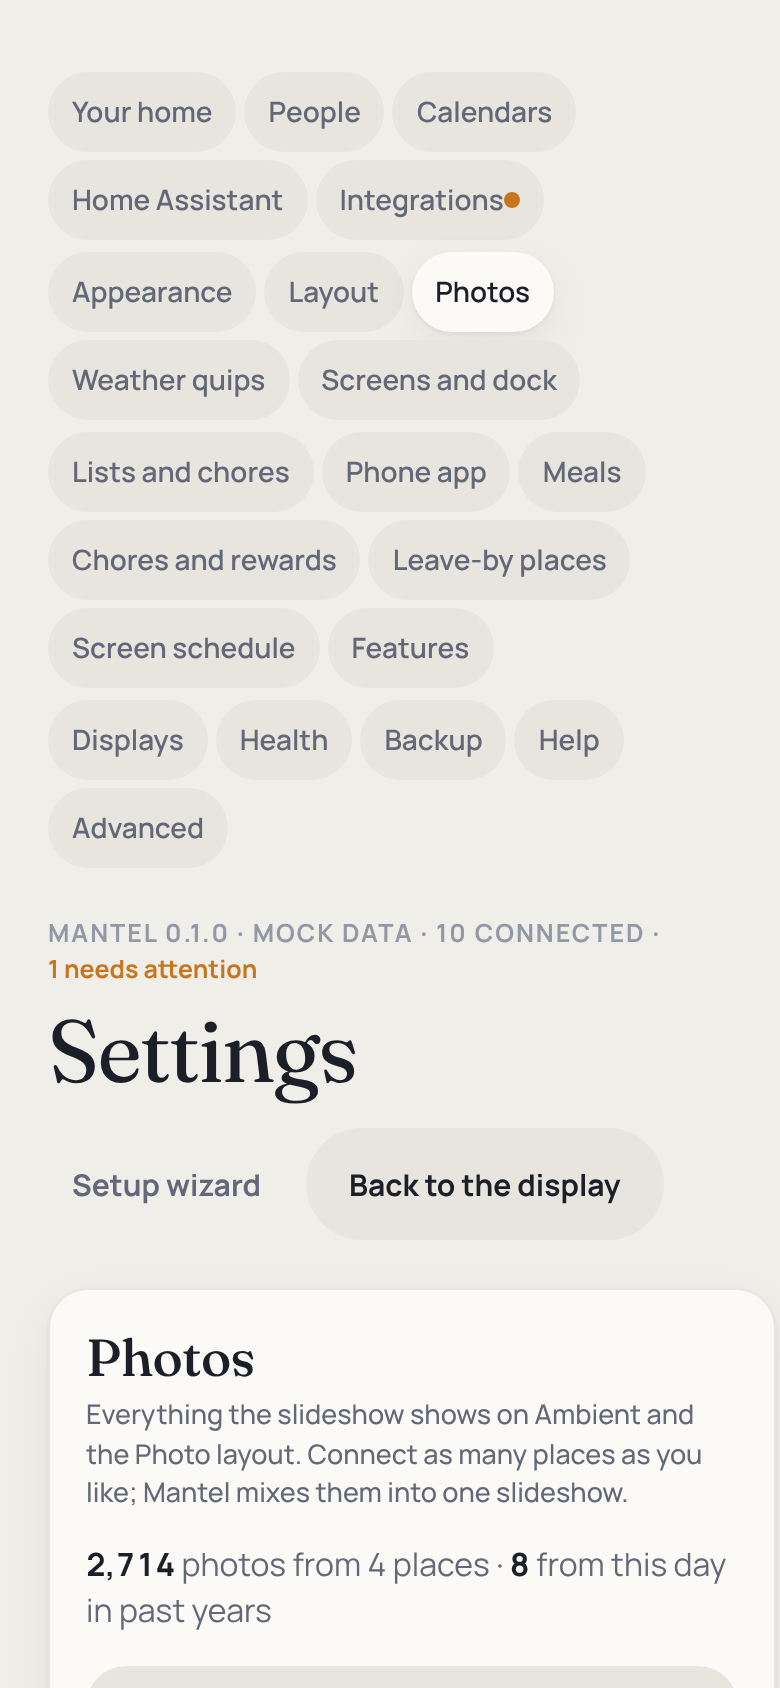 Your home People Calendars
Home Assistant Integrations
Appearance Layout Photos
Weather quips Screens and dock
Lists and chores Phone app Meals
Chores and rewards Leave-by places
Screen schedule Features
Displays Health Backup Help
Advanced
MANTEL 0.1.0 · MOCK DATA · 10 CONNECTED ·
1 needs attention
Settings
Setup wizard Back to the display
Photos
Everything the slideshow shows on Ambient and
the Photo layout. Connect as many places as you
like; Mantel mixes them into one slideshow.
2,714 photos from 4 places · 8 from this day
in past years